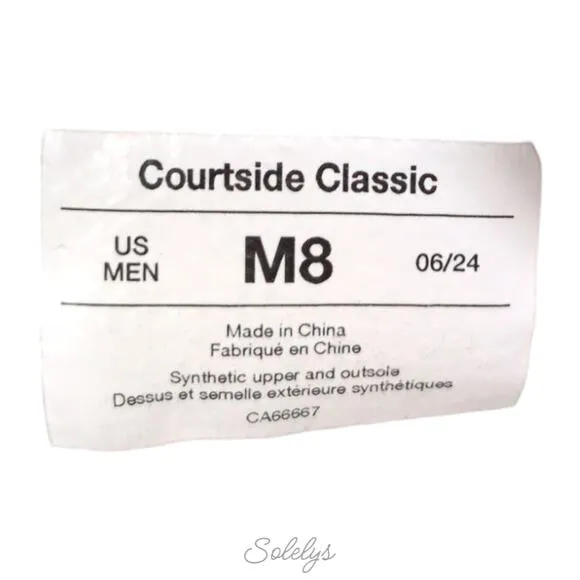 Courtside Classic
US
MEN
M8
06/24
Made in China
Fabriqué en Chine
Synthetic upper and outsole
Dessus et semelle extérieure synthétiques
CA66667
Solelys